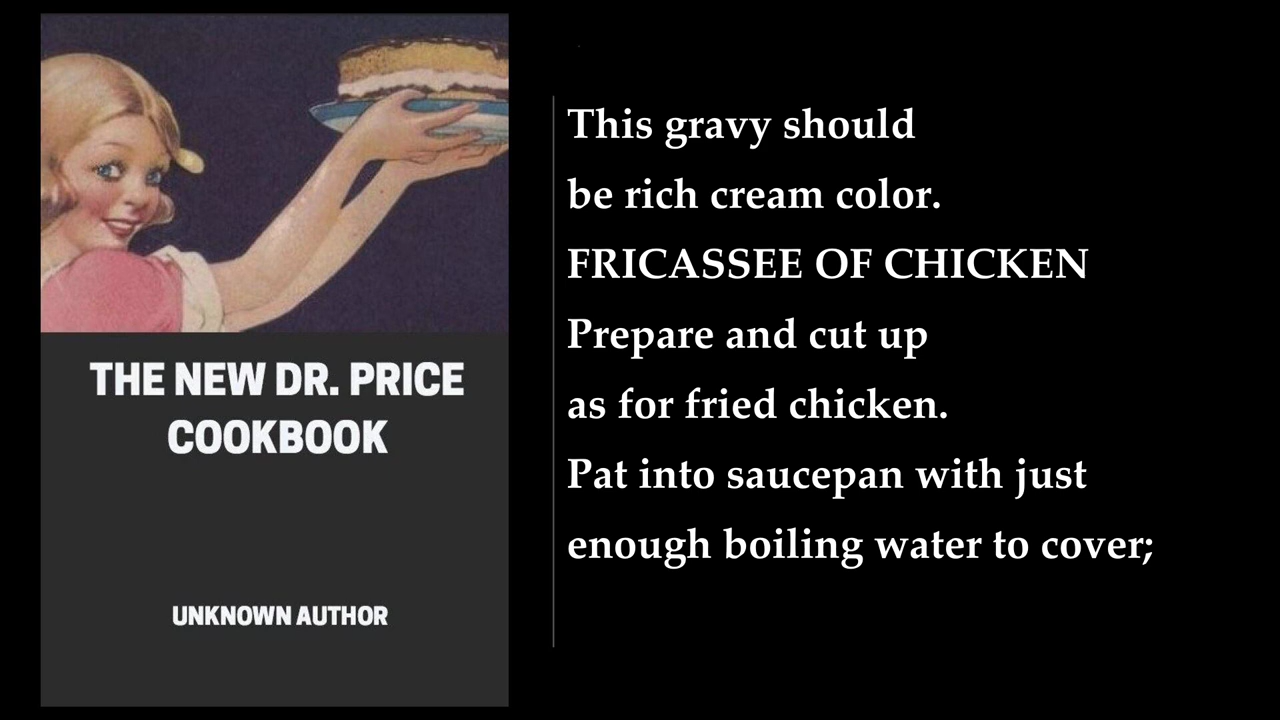 THE NEW DR. PRICE
COOKBOOK
UNKNOWN AUTHOR
This gravy should
be rich cream color.
FRICASSEE OF CHICKEN
Prepare and cut up
as for fried chicken.
Pat into saucepan with just
enough boiling water to cover;